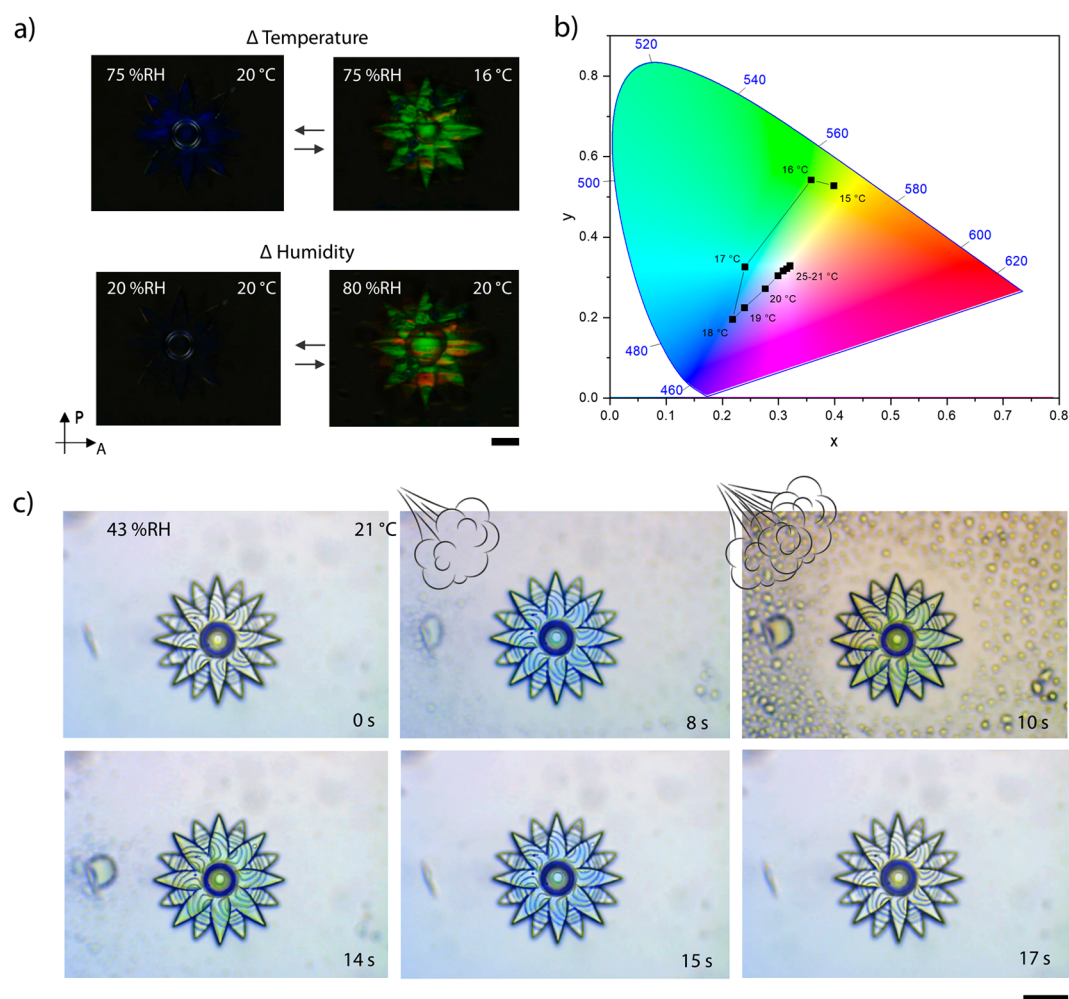 a)
Δ Temperature
75 %RH 20 °C
75 %RH 16 °C
Δ Humidity
20 %RH 20 °C
80 %RH 20 °C
P
A
b)
y
0.8
0.6
0.4
0.2
0.0
0.0 0.1 0.2 0.3 0.4 0.5 0.6 0.7 0.8
x
520
540
560
580
600
620
500
480
460
16 °C
15 °C
17 °C
25-21 °C
20 °C
19 °C
18 °C
c)
43 %RH 21 °C
0 s
8 s
10 s
14 s
15 s
17 s